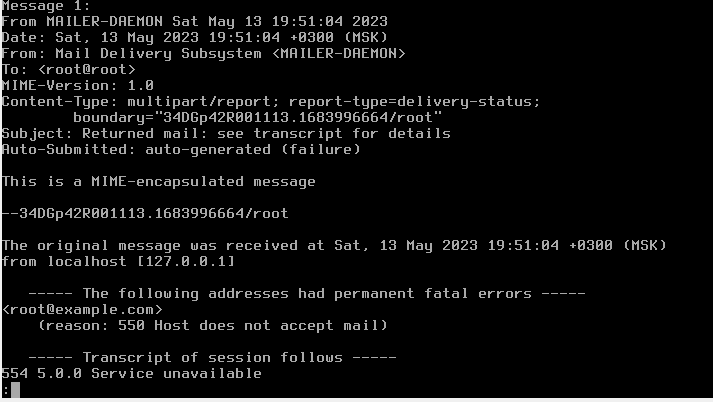 Message 1:
From MAILER-DAEMON Sat May 13 19:51:04 2023
Date: Sat, 13 May 2023 19:51:04 +0300 (MSK)
From: Mail Delivery Subsystem <MAILER-DAEMON>
To: <root@root>
MIME-Version: 1.0
Content-Type: multipart/report; report-type=delivery-status;
        boundary="34DGp42R001113.1683996664/root"
Subject: Returned mail: see transcript for details
Auto-Submitted: auto-generated (failure)

This is a MIME-encapsulated message

--34DGp42R001113.1683996664/root

The original message was received at Sat, 13 May 2023 19:51:04 +0300 (MSK)
from localhost [127.0.0.1]

   ----- The following addresses had permanent fatal errors -----
<root@example.com>
    (reason: 550 Host does not accept mail)

   ----- Transcript of session follows -----
554 5.0.0 Service unavailable
: